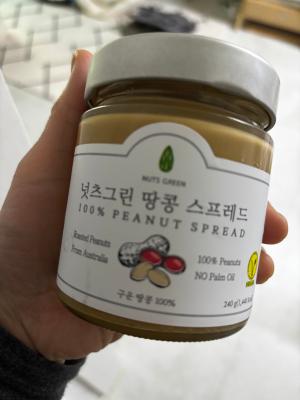 NUTS GREEN
넛츠그린 땅콩 스프레드
100% PEANUT SPREAD
Roasted Peanuts
From Australia
100% Peanuts
NO Palm Oil
구운 땅콩 100%
240 g